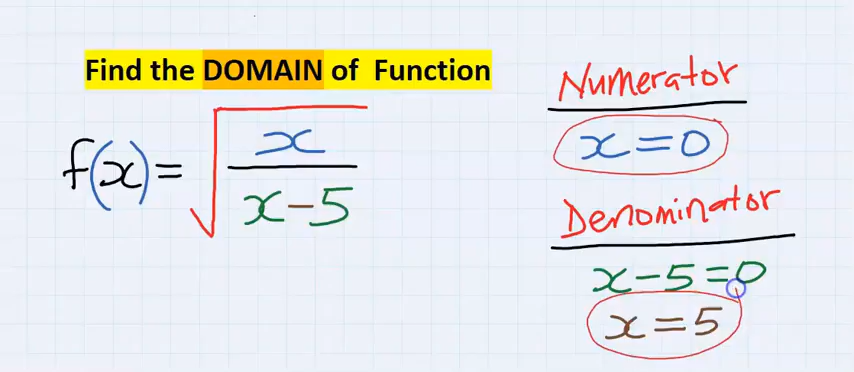 Find the DOMAIN of Function
f(x) = √(x / (x - 5))
Numerator
x = 0
Denominator
x - 5 = 0
x = 5